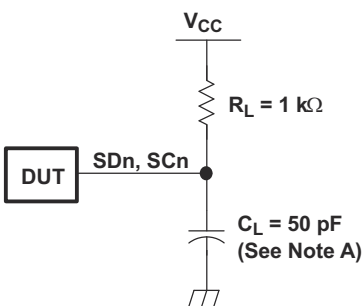 V_CC
R_L = 1 kΩ
SDn, SCn
DUT
C_L = 50 pF
(See Note A)